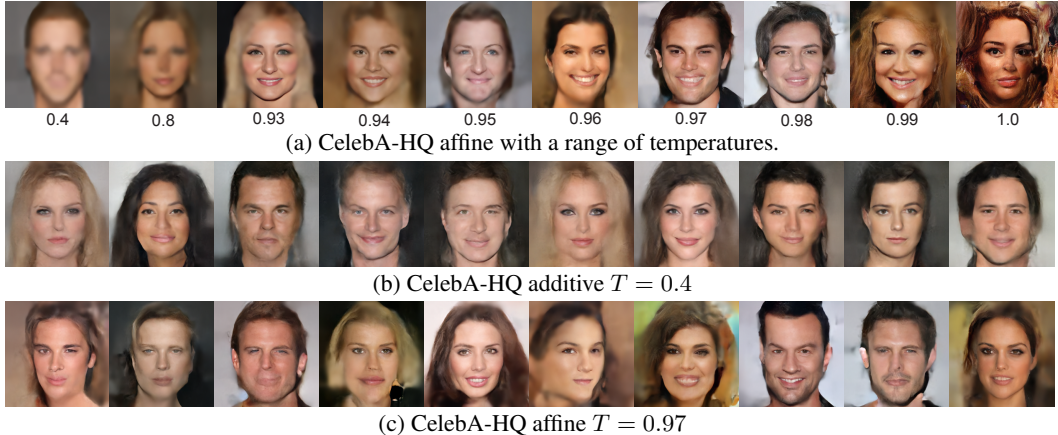 0.4 0.8 0.93 0.94 0.95 0.96 0.97 0.98 0.99 1.0
(a) CelebA-HQ affine with a range of temperatures.
(b) CelebA-HQ additive T = 0.4
(c) CelebA-HQ affine T = 0.97